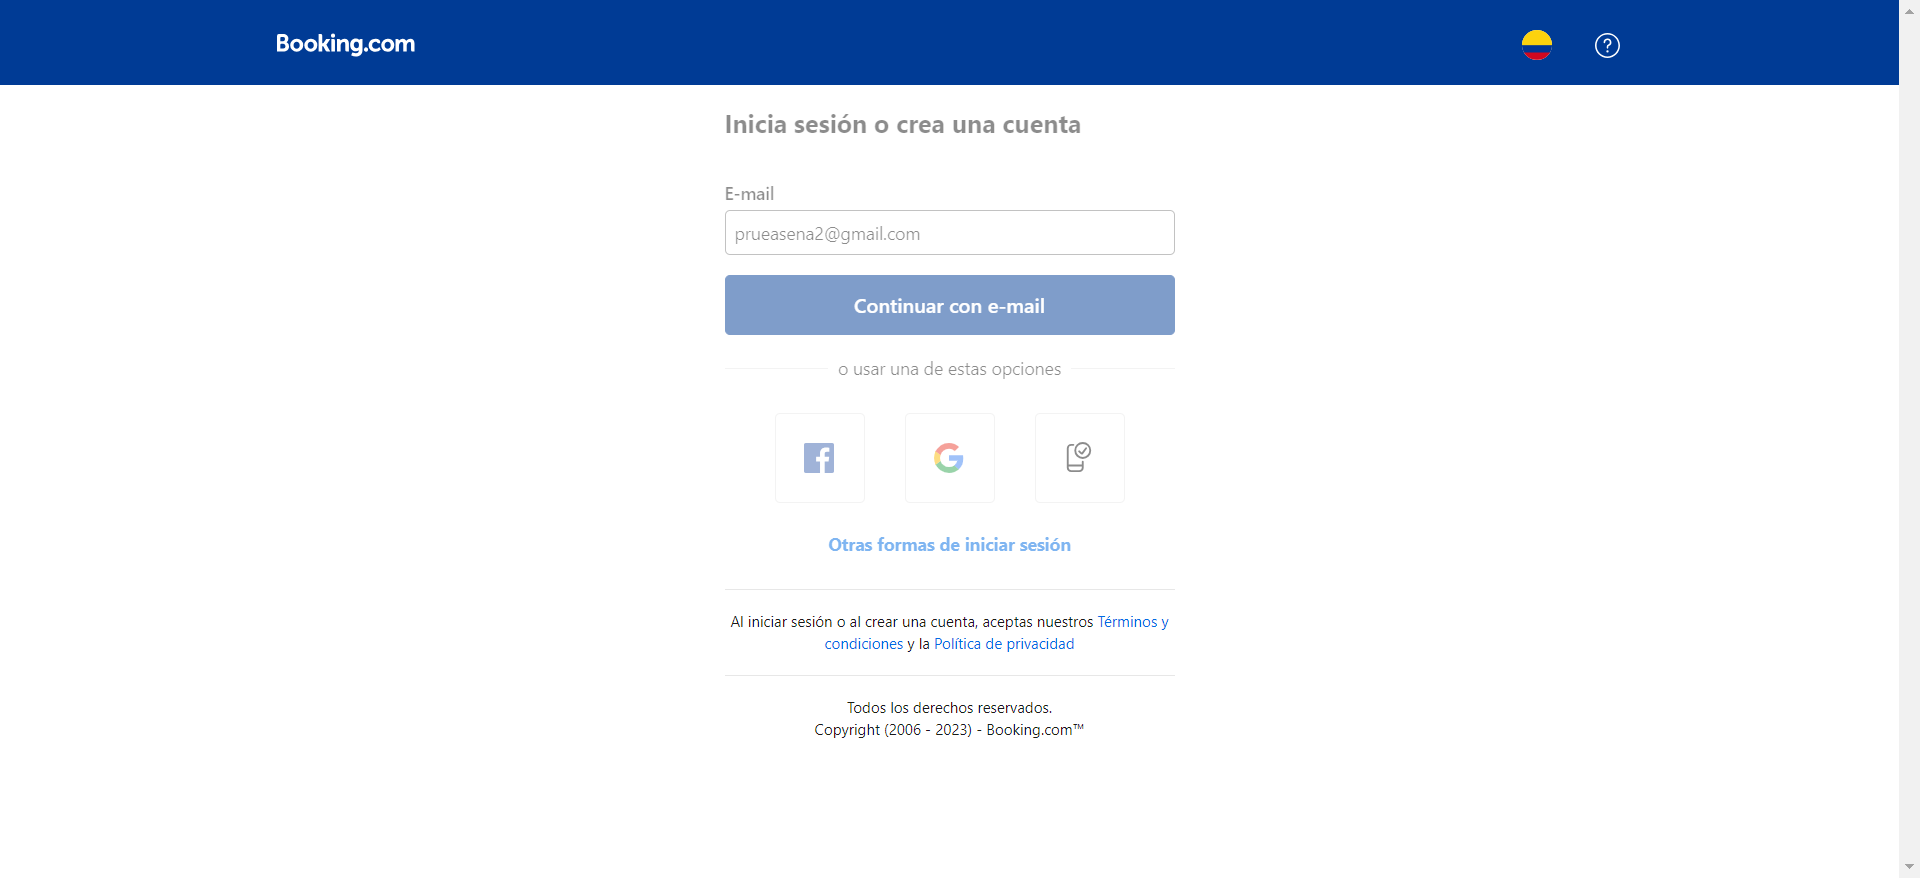 Booking.com
Inicia sesión o crea una cuenta
E-mail
prueasena2@gmail.com
Continuar con e-mail
o usar una de estas opciones
Otras formas de iniciar sesión
Al iniciar sesión o al crear una cuenta, aceptas nuestros Términos y
condiciones y la Política de privacidad
Todos los derechos reservados.
Copyright (2006 - 2023) - Booking.com™